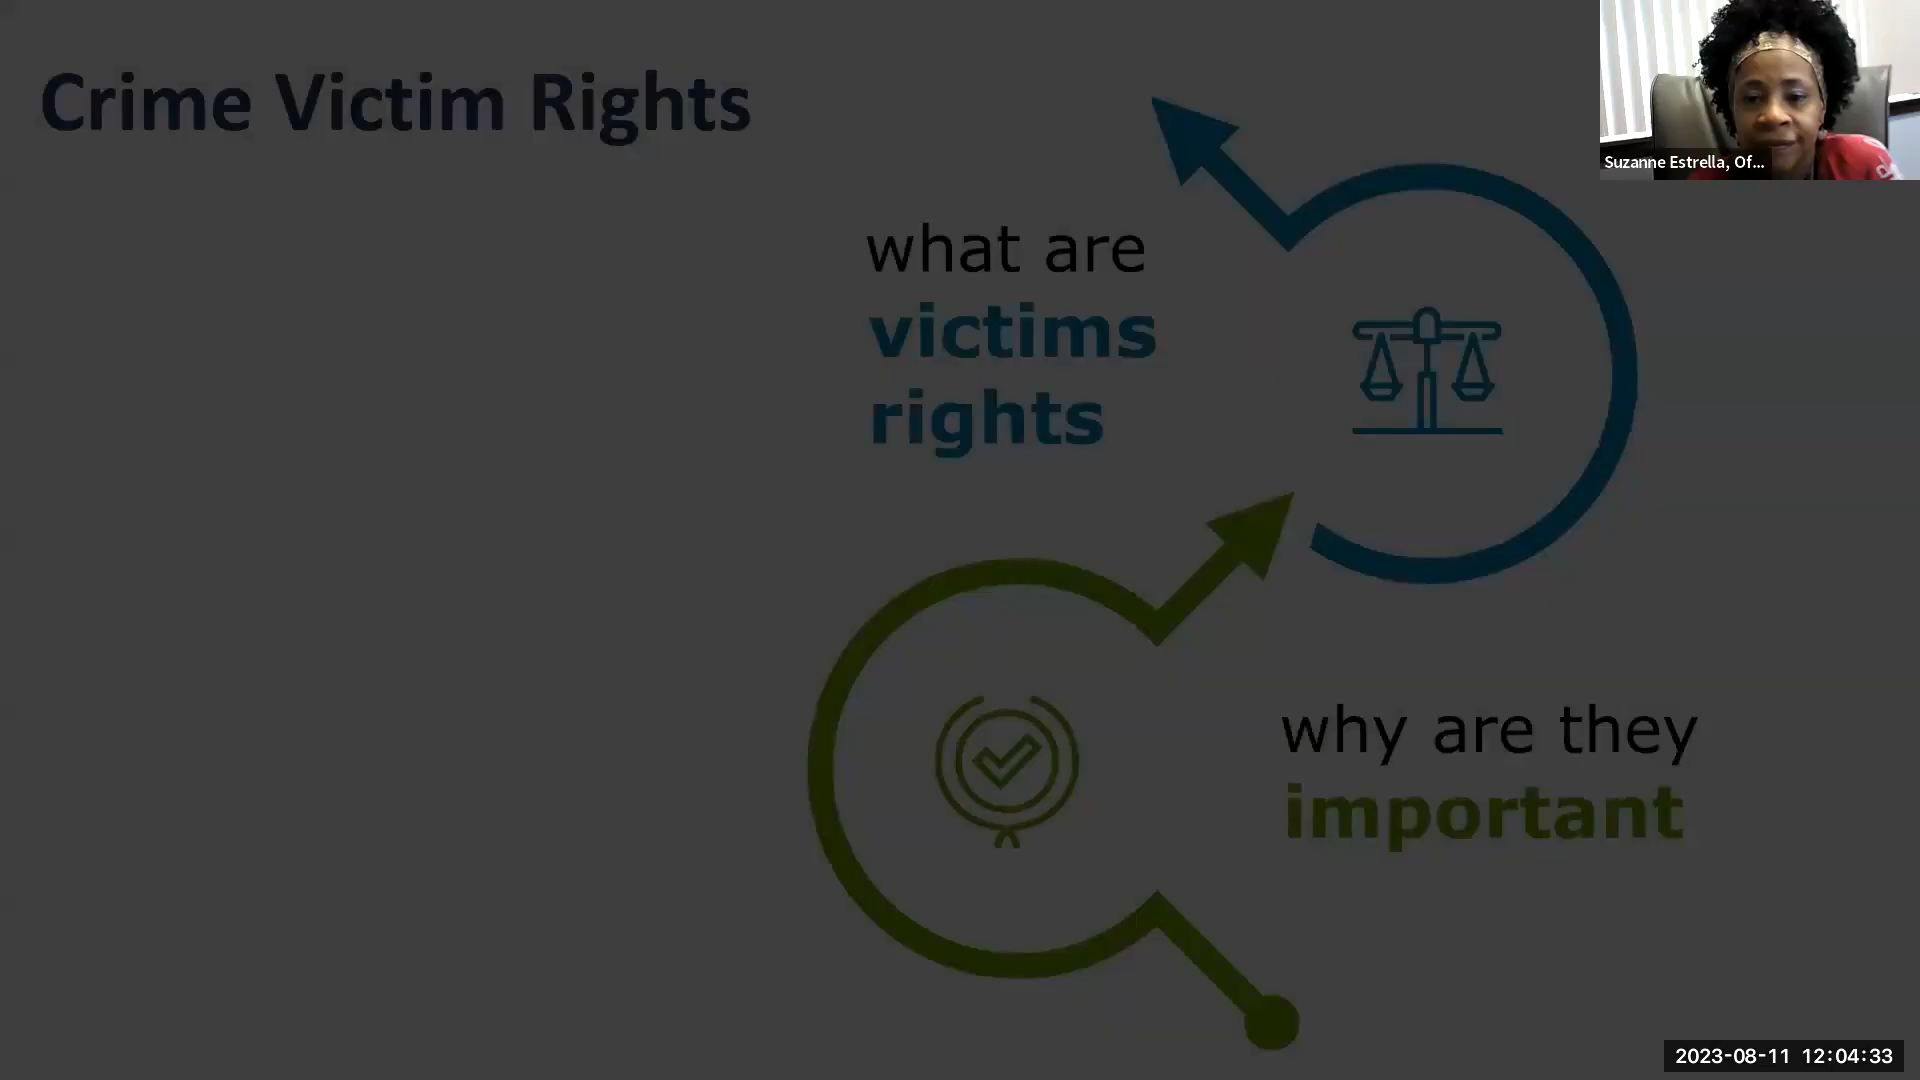 Crime Victim Rights
Suzanne Estrella, Of...
what are
victims
rights
why are they
important
2023-08-11 12:04:33